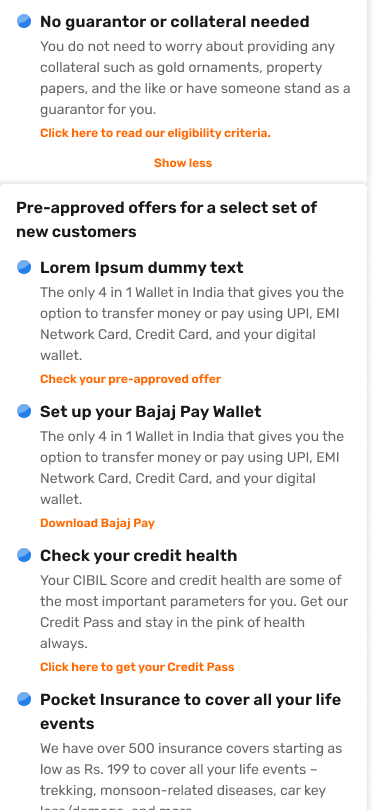 No guarantor or collateral needed
You do not need to worry about providing any
collateral such as gold ornaments, property
papers, and the like or have someone stand as a
guarantor for you.
Click here to read our eligibility criteria.
Show less
Pre-approved offers for a select set of
new customers
Lorem Ipsum dummy text
The only 4 in 1 Wallet in India that gives you the
option to transfer money or pay using UPI, EMI
Network Card, Credit Card, and your digital
wallet.
Check your pre-approved offer
Set up your Bajaj Pay Wallet
The only 4 in 1 Wallet in India that gives you the
option to transfer money or pay using UPI, EMI
Network Card, Credit Card, and your digital
wallet.
Download Bajaj Pay
Check your credit health
Your CIBIL Score and credit health are some of
the most important parameters for you. Get our
Credit Pass and stay in the pink of health
always.
Click here to get your Credit Pass
Pocket Insurance to cover all your life
events
We have over 500 insurance covers starting as
low as Rs. 199 to cover all your life events –
trekking, monsoon-related diseases, car key
loss/damage, and more.